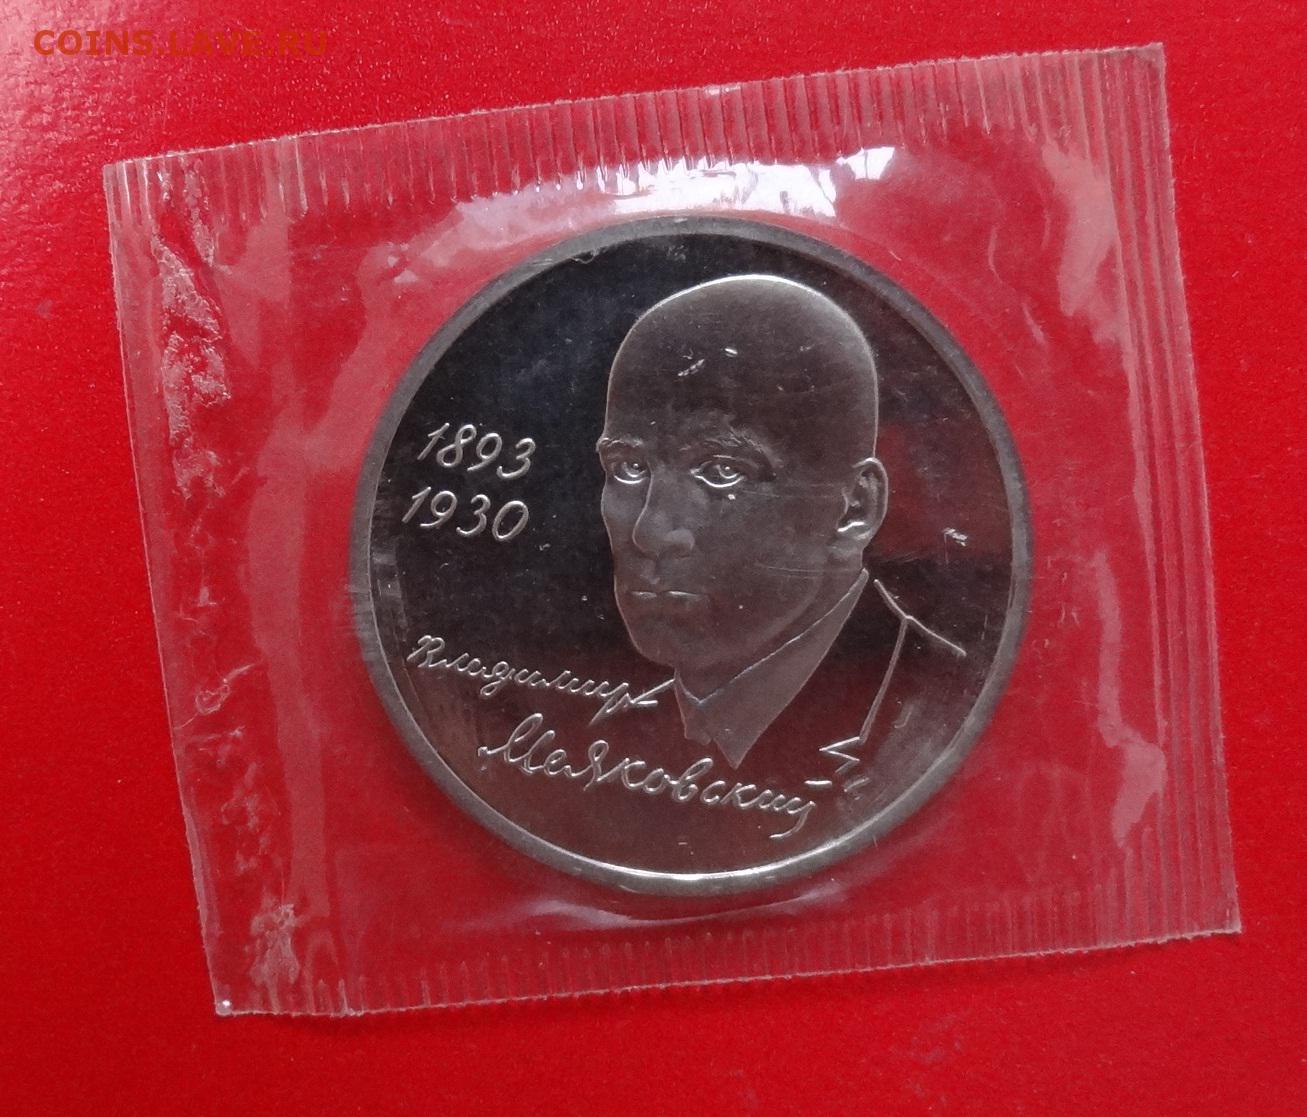 COINS.LAVE.RU
1893
1930
Владимир
Маяковский